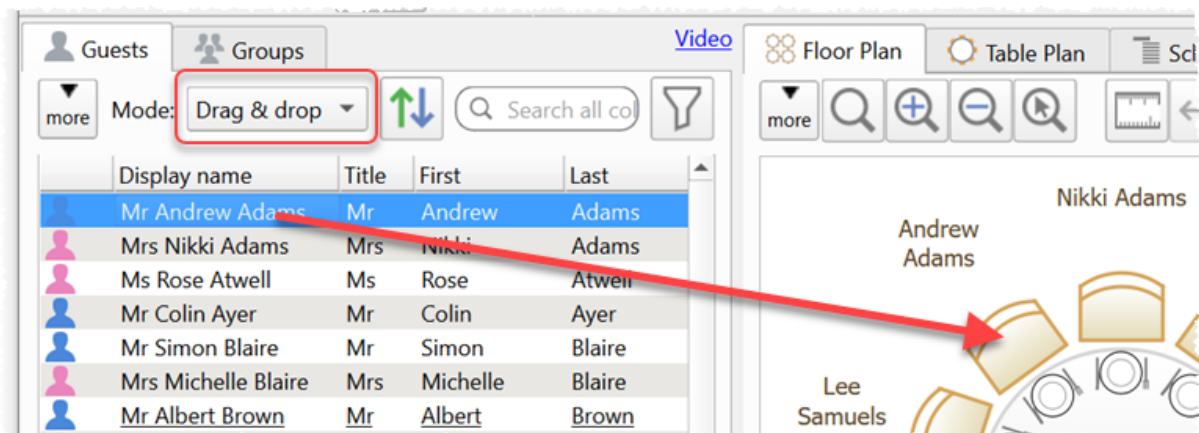 Guests Groups Video
more Mode: Drag & drop Search all col
Display name Title First Last
Mr Andrew Adams Mr Andrew Adams
Mrs Nikki Adams Mrs Nikki Adams
Ms Rose Atwell Ms Rose Atwell
Mr Colin Ayer Mr Colin Ayer
Mr Simon Blaire Mr Simon Blaire
Mrs Michelle Blaire Mrs Michelle Blaire
Mr Albert Brown Mr Albert Brown
Floor Plan Table Plan Scl
more
Nikki Adams
Andrew
Adams
Lee
Samuels